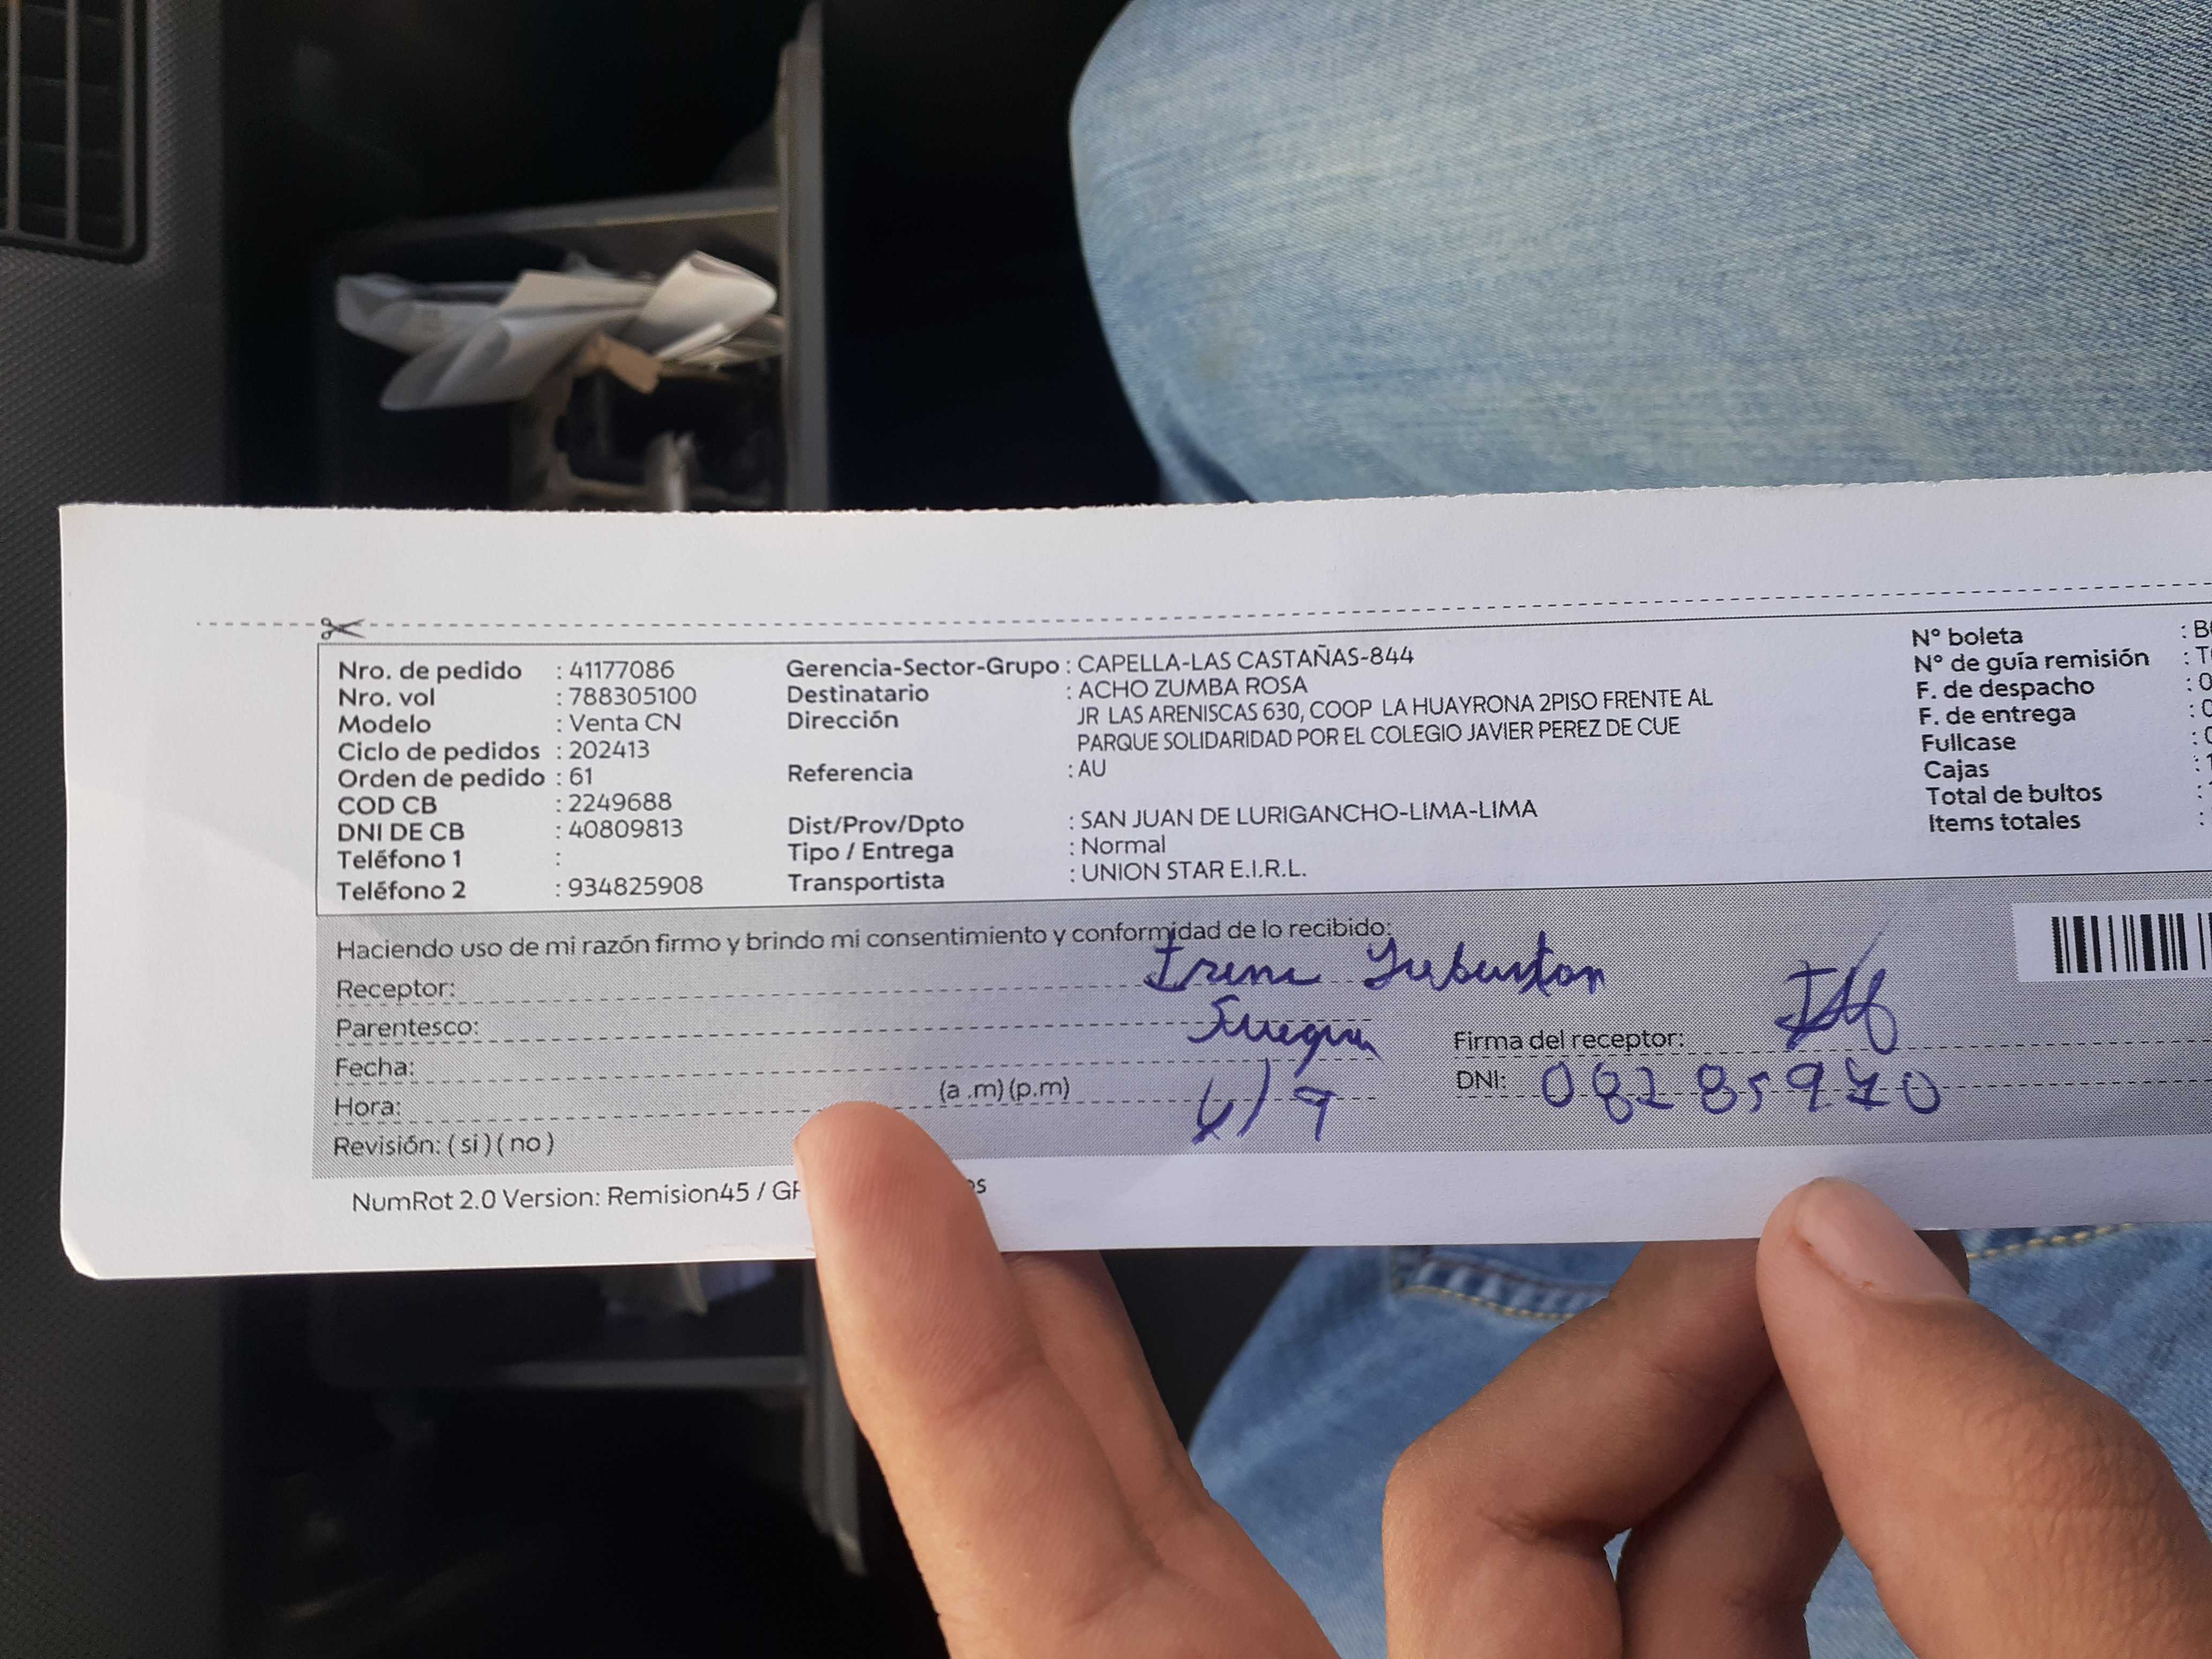 Nro. de pedido : 41177086
Nro. vol : 788305100
Modelo : Venta CN
Ciclo de pedidos : 202413
Orden de pedido : 61
COD CB : 2249688
DNI DE CB : 40809813
Teléfono 1 :
Teléfono 2 : 934825908
Gerencia-Sector-Grupo : CAPELLA-LAS CASTAÑAS-844
Destinatario : ACHO ZUMBA ROSA
Dirección JR LAS ARENISCAS 630, COOP LA HUAYRONA 2PISO FRENTE AL
PARQUE SOLIDARIDAD POR EL COLEGIO JAVIER PEREZ DE CUE
Referencia : AU
Dist/Prov/Dpto : SAN JUAN DE LURIGANCHO-LIMA-LIMA
Tipo / Entrega : Normal
Transportista : UNION STAR E.I.R.L.
N° boleta : B
N° de guía remisión : T
F. de despacho : 0
F. de entrega : 0
Fullcase :
Cajas : 1
Total de bultos :
Items totales :
Haciendo uso de mi razón firmo y brindo mi consentimiento y conformidad de lo recibido:
Receptor: Irene
Parentesco: Suegra
Fecha:
Hora: (a .m) (p.m)
Revisión: ( si ) ( no )
Firma del receptor:
DNI:
NumRot 2.0 Version: Remision45 / G